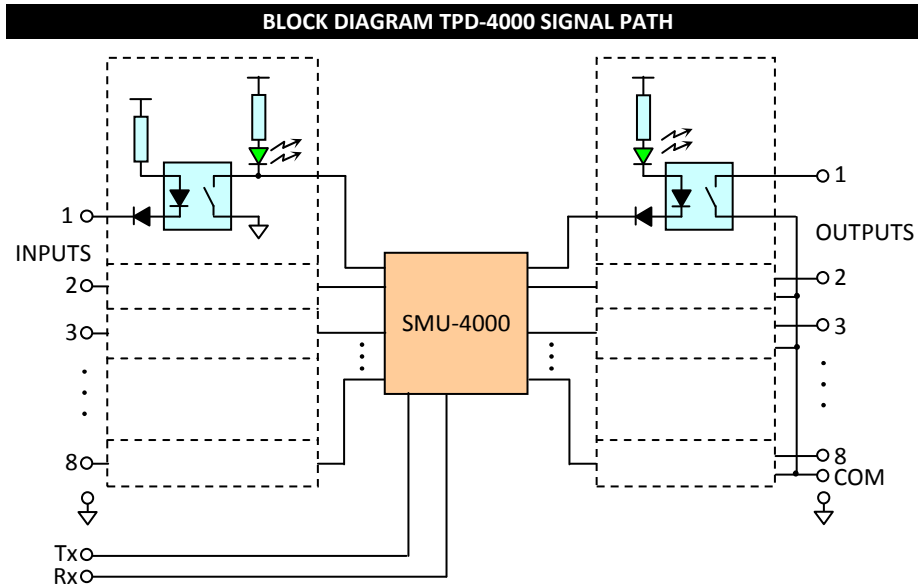 BLOCK DIAGRAM TPD-4000 SIGNAL PATH
1
INPUTS
2
3
8
Tx
Rx
SMU-4000
1
OUTPUTS
2
3
8
COM